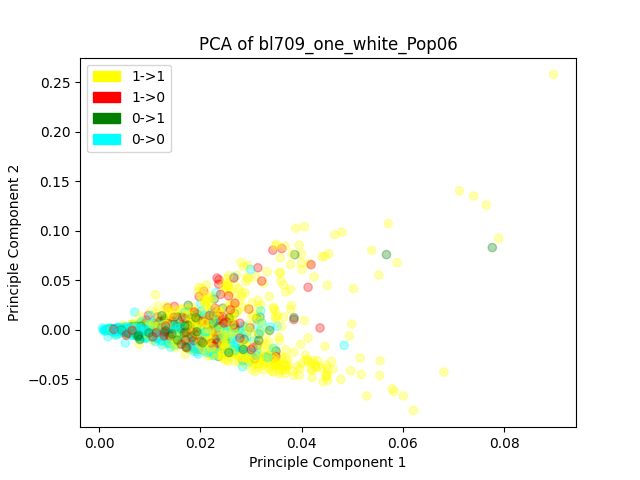 PCA of bl709_one_white_Pop06
1->1
1->0
0->1
0->0
0.25
0.20
0.15
0.10
0.05
0.00
−0.05
Principle Component 2
0.00 0.02 0.04 0.06 0.08
Principle Component 1